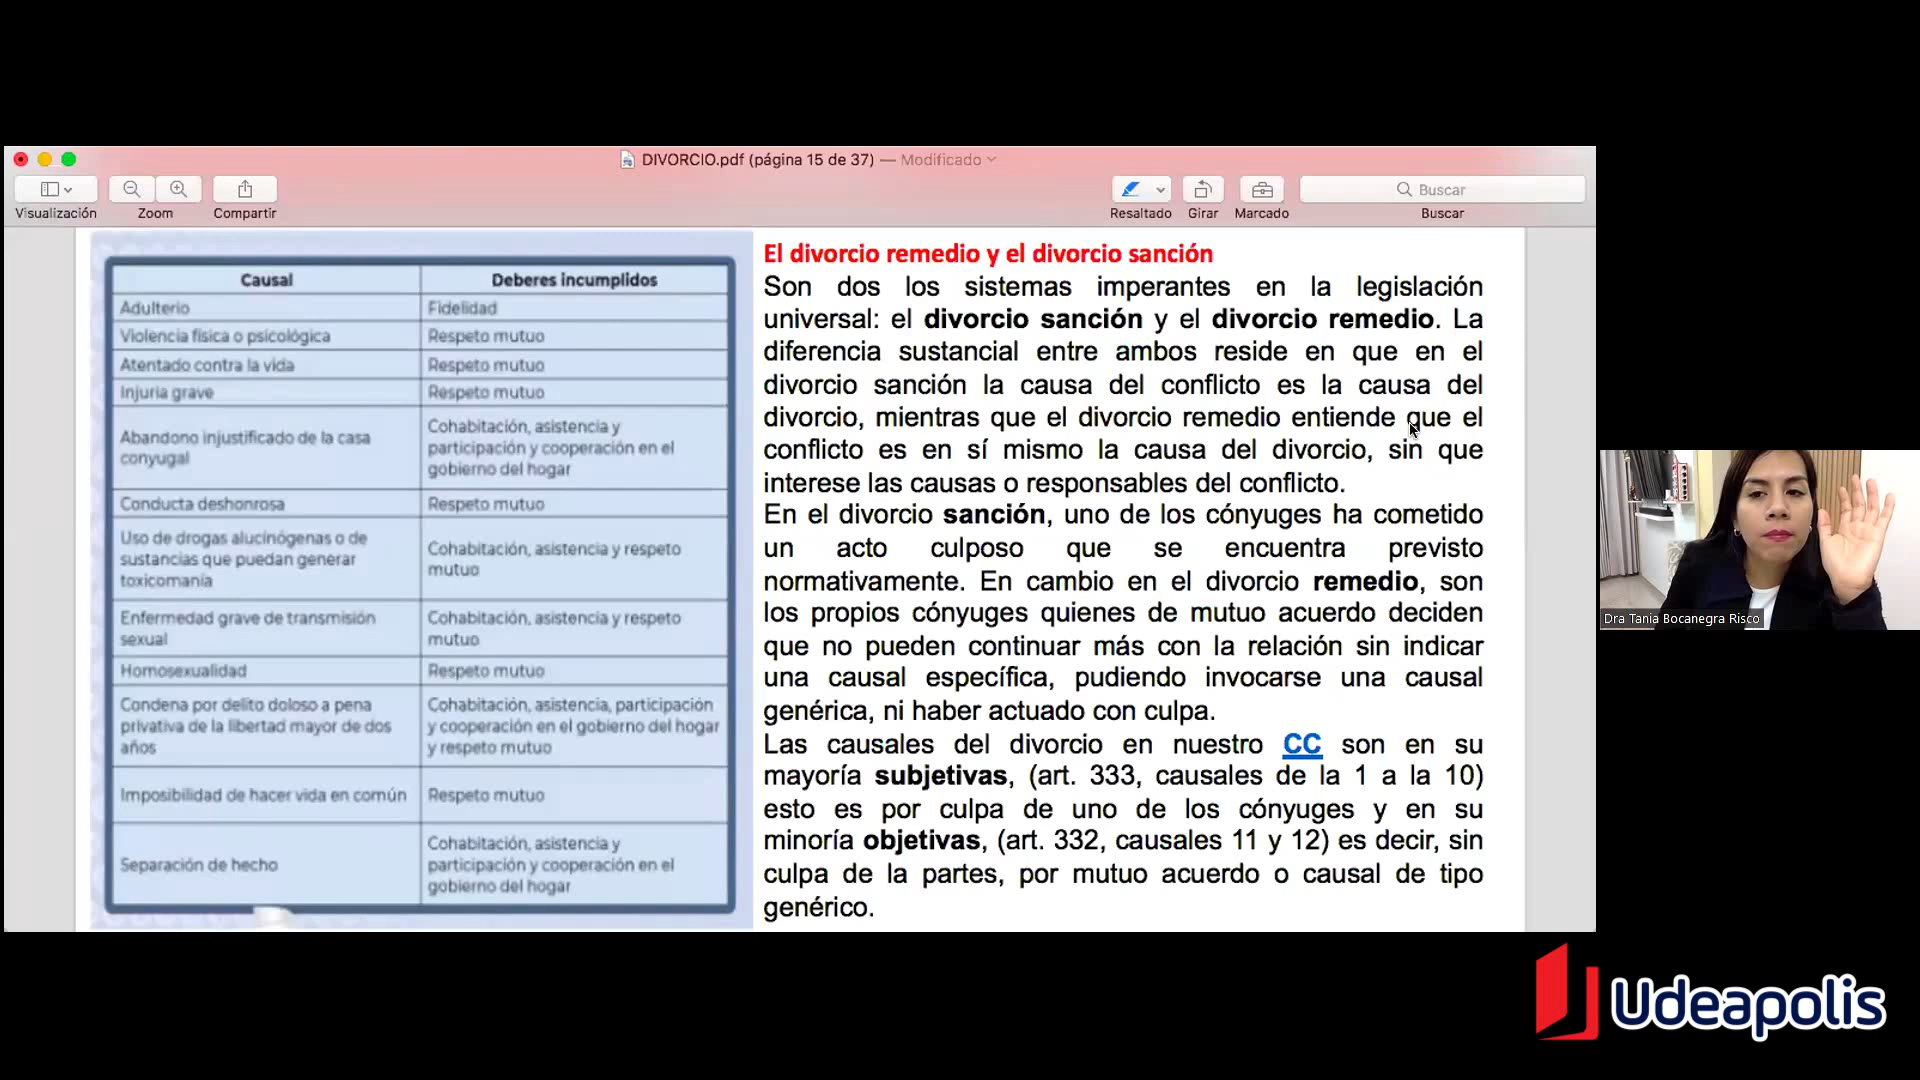 DIVORCIO.pdf (página 15 de 37) — Modificado
Visualización
Zoom
Compartir
Resaltado
Girar
Marcado
Buscar
Buscar
Causal
Deberes incumplidos
Adulterio
Fidelidad
Violencia física o psicológica
Respeto mutuo
Atentado contra la vida
Respeto mutuo
Injuria grave
Respeto mutuo
Abandono injustificado de la casa
conyugal
Cohabitación, asistencia y
participación y cooperación en el
gobierno del hogar
Conducta deshonrosa
Respeto mutuo
Uso de drogas alucinógenas o de
sustancias que puedan generar
toxicomanía
Cohabitación, asistencia y respeto
mutuo
Enfermedad grave de transmisión
sexual
Cohabitación, asistencia y respeto
mutuo
Homosexualidad
Respeto mutuo
Condena por delito doloso a pena
privativa de la libertad mayor de dos
años
Cohabitación, asistencia, participación
y cooperación en el gobierno del hogar
y respeto mutuo
Imposibilidad de hacer vida en común
Respeto mutuo
Separación de hecho
Cohabitación, asistencia y
participación y cooperación en el
gobierno del hogar
El divorcio remedio y el divorcio sanción
Son dos los sistemas imperantes en la legislación
universal: el divorcio sanción y el divorcio remedio. La
diferencia sustancial entre ambos reside en que en el
divorcio sanción la causa del conflicto es la causa del
divorcio, mientras que el divorcio remedio entiende que el
conflicto es en sí mismo la causa del divorcio, sin que
interese las causas o responsables del conflicto.
En el divorcio sanción, uno de los cónyuges ha cometido
un acto culposo que se encuentra previsto
normativamente. En cambio en el divorcio remedio, son
los propios cónyuges quienes de mutuo acuerdo deciden
que no pueden continuar más con la relación sin indicar
una causal específica, pudiendo invocarse una causal
genérica, ni haber actuado con culpa.
Las causales del divorcio en nuestro CC son en su
mayoría subjetivas, (art. 333, causales de la 1 a la 10)
esto es por culpa de uno de los cónyuges y en su
minoría objetivas, (art. 332, causales 11 y 12) es decir, sin
culpa de la partes, por mutuo acuerdo o causal de tipo
genérico.
Dra Tania Bocanegra Risco
Udeapolis